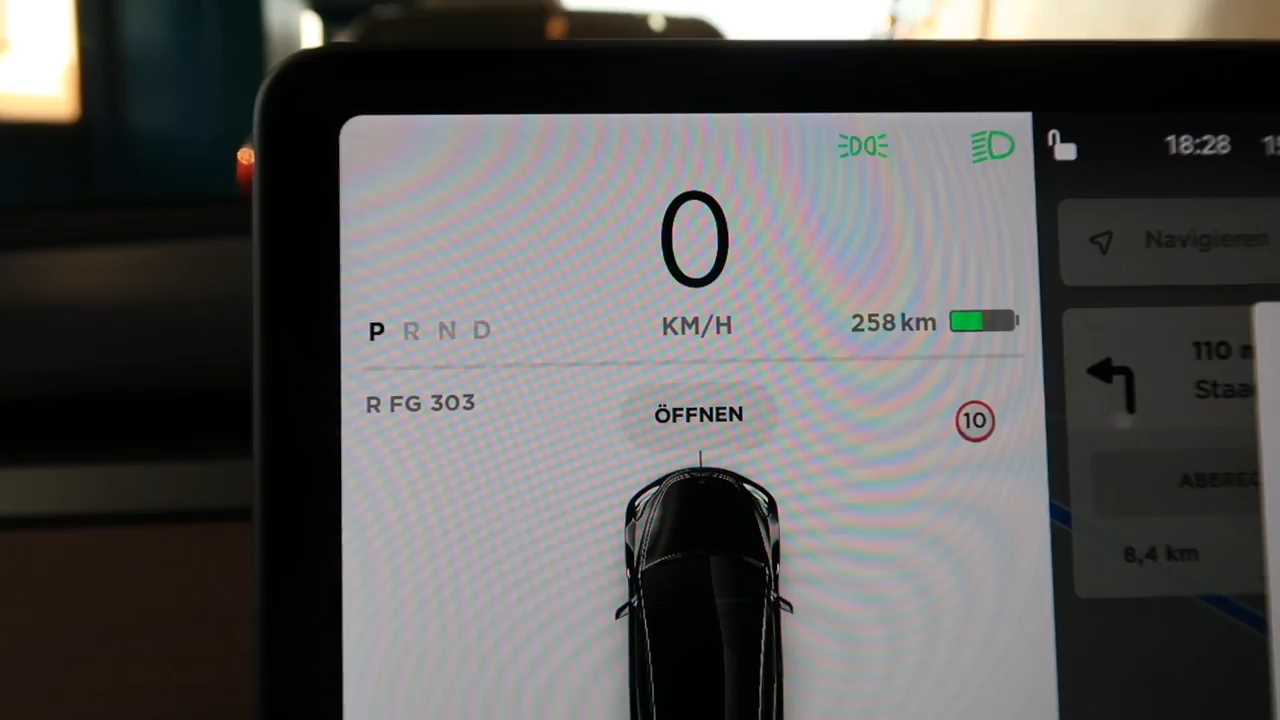 18:28
0
KM/H
P R N D
258 km
R FG 303
ÖFFNEN
10
Navigieren
110
8,4 km